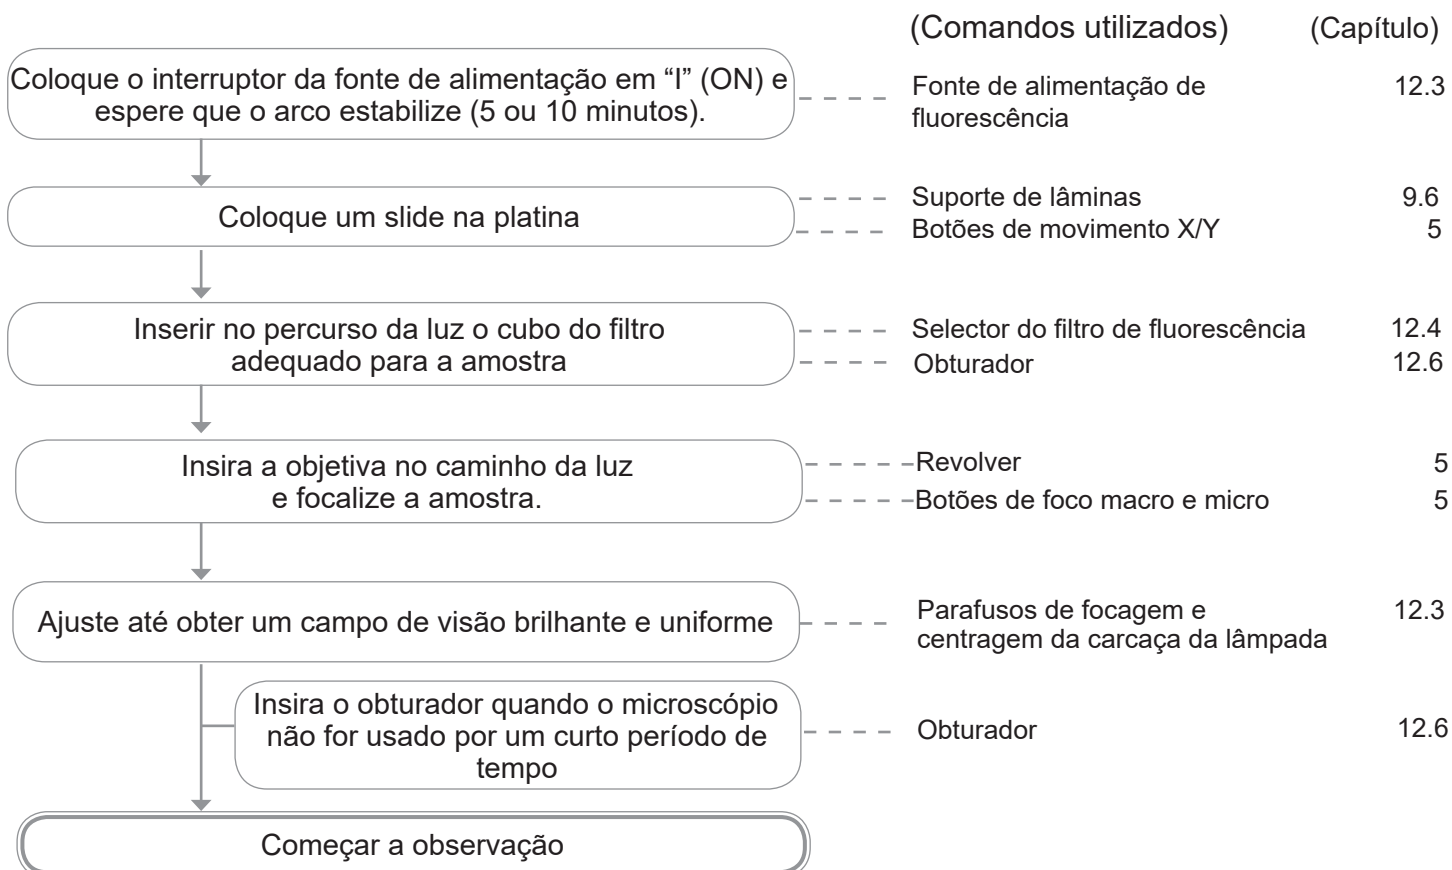 (Comandos utilizados) (Capítulo)
Coloque o interruptor da fonte de alimentação em “I” (ON) e
espere que o arco estabilize (5 ou 10 minutos).
Fonte de alimentação de 12.3
fluorescência
Coloque um slide na platina
Suporte de lâminas 9.6
Botões de movimento X/Y 5
Inserir no percurso da luz o cubo do filtro
adequado para a amostra
Selector do filtro de fluorescência 12.4
Obturador 12.6
Insira a objetiva no caminho da luz
e focalize a amostra.
Revolver 5
Botões de foco macro e micro 5
Ajuste até obter um campo de visão brilhante e uniforme
Parafusos de focagem e 12.3
centragem da carcaça da lâmpada
Insira o obturador quando o microscópio
não for usado por um curto período de
tempo
Obturador 12.6
Começar a observação